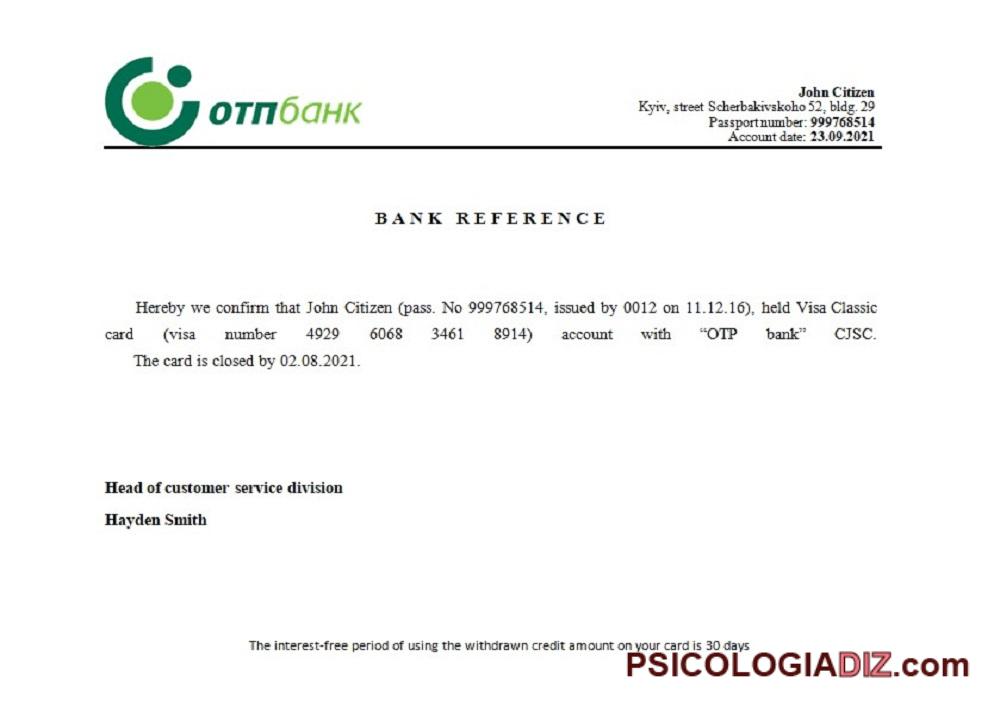 отпбанк
John Citizen
Kyiv, street Scherbakivskoho 52, bldg. 29
Passport number: 999768514
Account date: 23.09.2021
BANK REFERENCE
Hereby we confirm that John Citizen (pass. No 999768514, issued by 0012 on 11.12.16), held Visa Classic
card (visa number 4929 6068 3461 8914) account with “OTP bank” CJSC.
The card is closed by 02.08.2021.
Head of customer service division
Hayden Smith
The interest-free period of using the withdrawn credit amount on your card is 30 days
PSICOLOGIADIZ.com